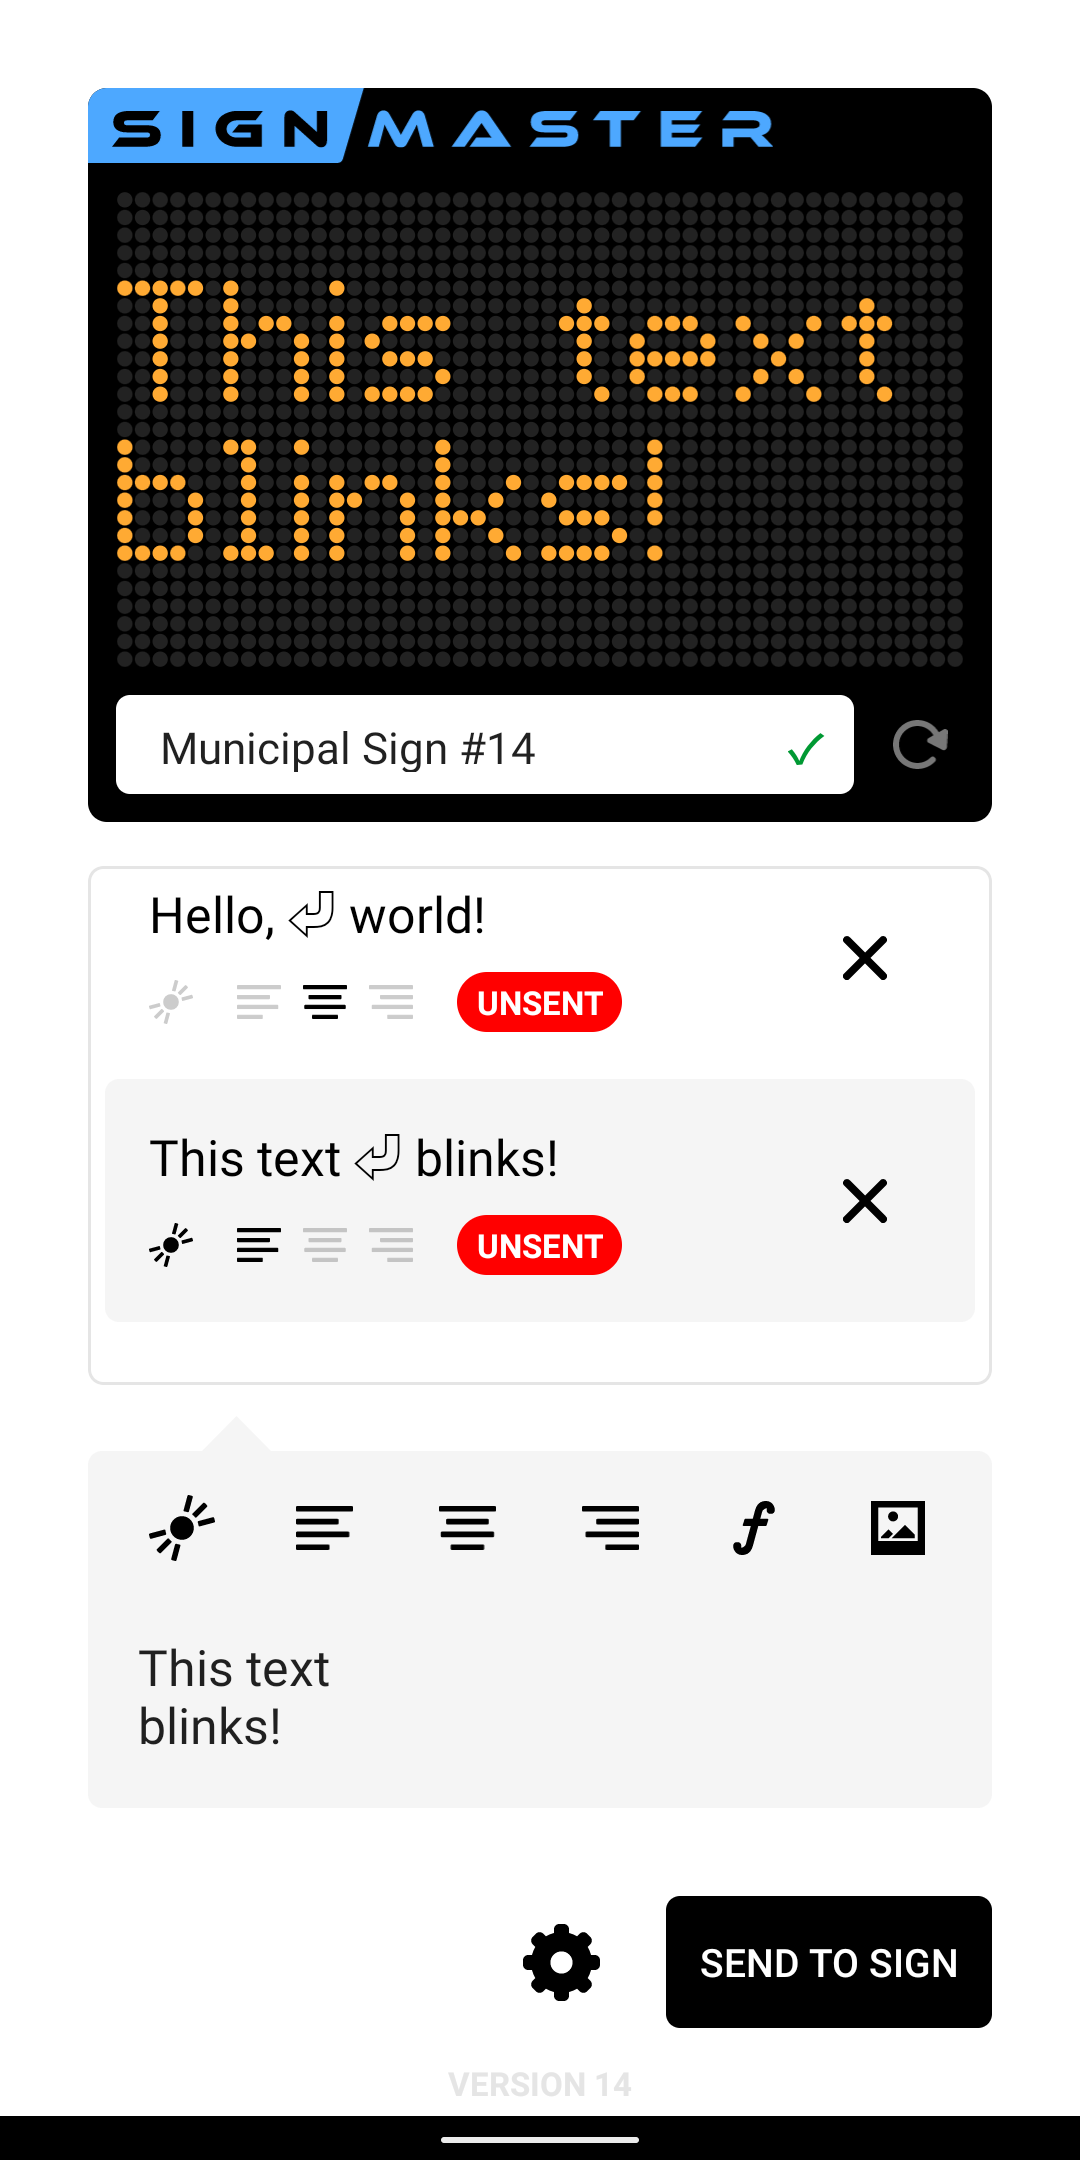 SIGN MASTER
This text
blinks!
Municipal Sign #14
Hello, ⏎ world!
UNSENT
This text ⏎ blinks!
UNSENT
This text
blinks!
SEND TO SIGN
VERSION 14